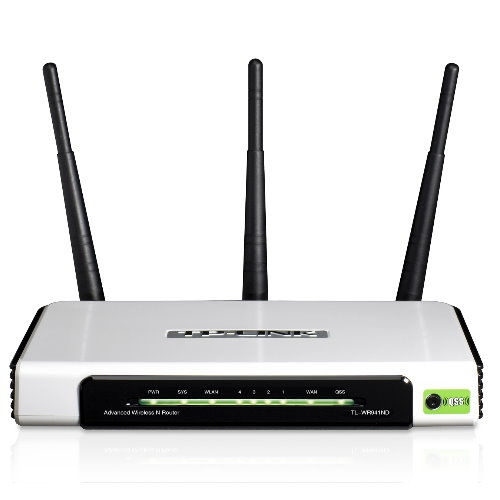 TP-LINK
PWR SYS WLAN 4 3 2 1 WAN QSS
Advanced Wireless N Router TL-WR941ND
QSS